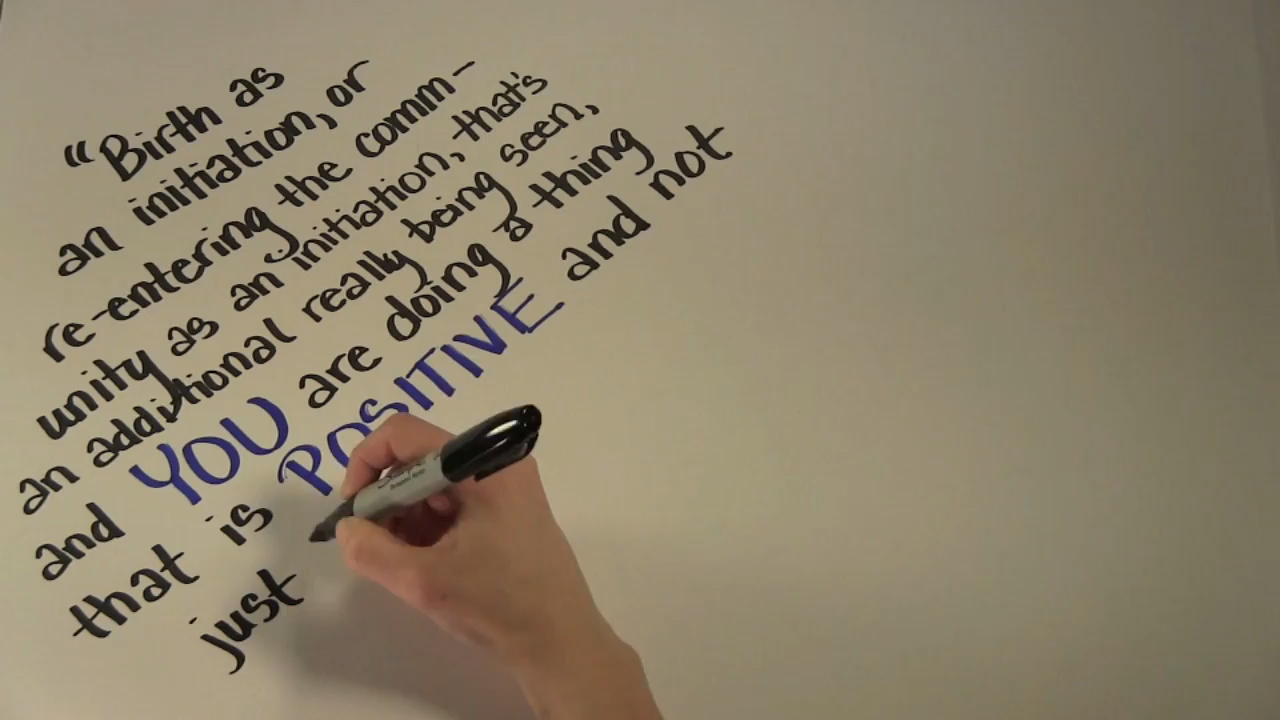 “Birth as
an initiation, or
re-entering the comm-
unity as an initiation, that's
an additional really being seen,
and YOU are doing a thing
that is POSITIVE and not
just
Sharpie